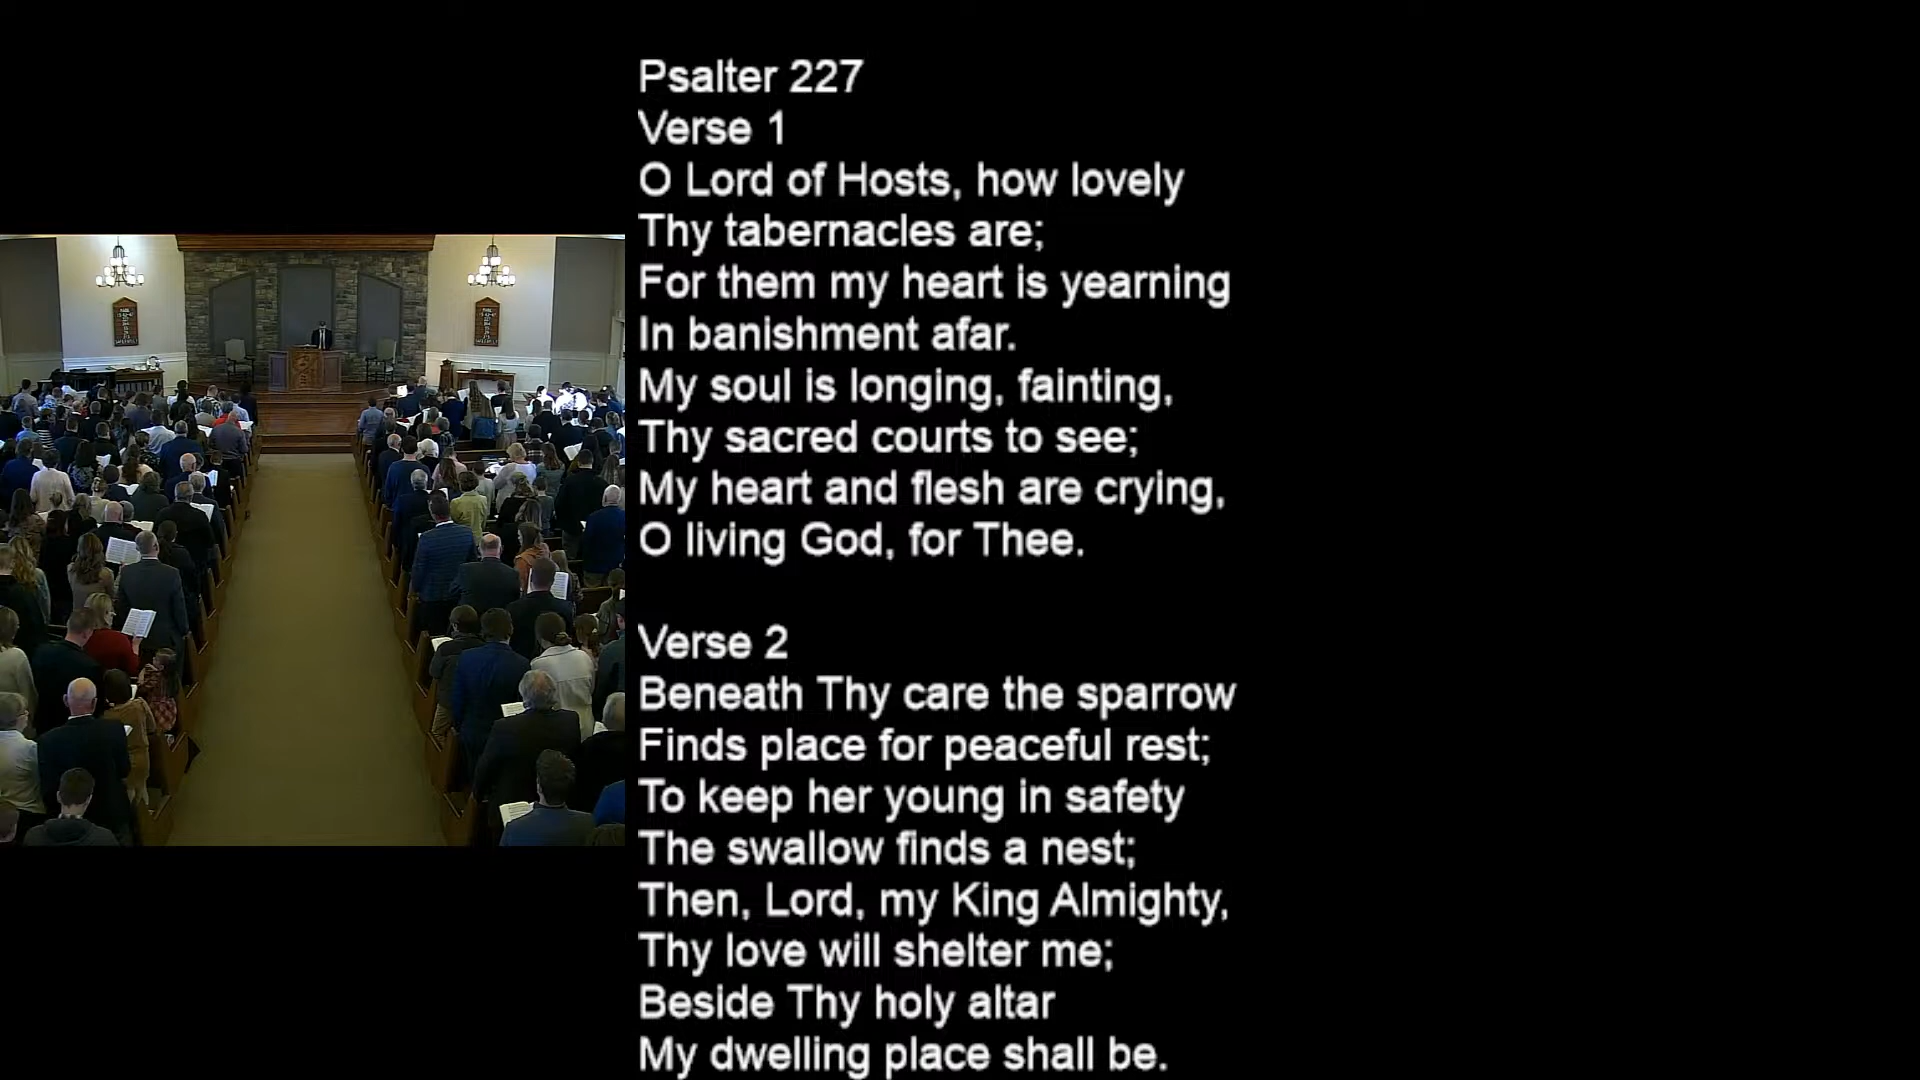 Psalter 227
Verse 1
O Lord of Hosts, how lovely
Thy tabernacles are;
For them my heart is yearning
In banishment afar.
My soul is longing, fainting,
Thy sacred courts to see;
My heart and flesh are crying,
O living God, for Thee.
Verse 2
Beneath Thy care the sparrow
Finds place for peaceful rest;
To keep her young in safety
The swallow finds a nest;
Then, Lord, my King Almighty,
Thy love will shelter me;
Beside Thy holy altar
My dwelling place shall be.